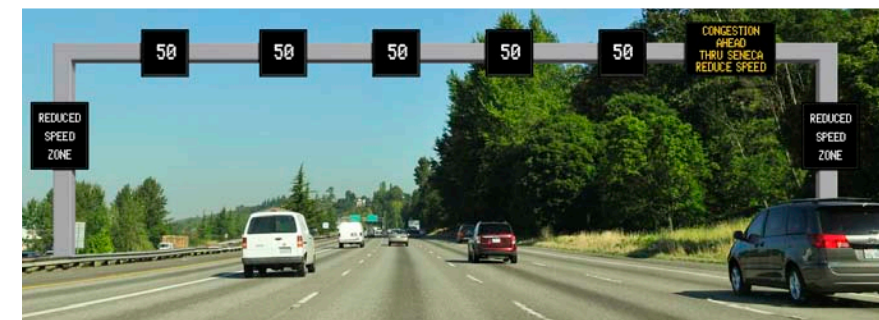 50 50 50 50 50
CONGESTION
AHEAD
THRU SENECA
REDUCE SPEED
REDUCED
SPEED
ZONE
REDUCED
SPEED
ZONE